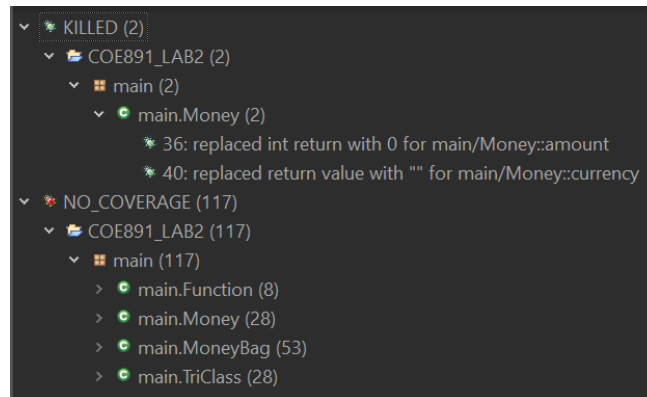 KILLED (2)
COE891_LAB2 (2)
main (2)
main.Money (2)
36: replaced int return with 0 for main/Money::amount
40: replaced return value with "" for main/Money::currency
NO_COVERAGE (117)
COE891_LAB2 (117)
main (117)
main.Function (8)
main.Money (28)
main.MoneyBag (53)
main.TriClass (28)